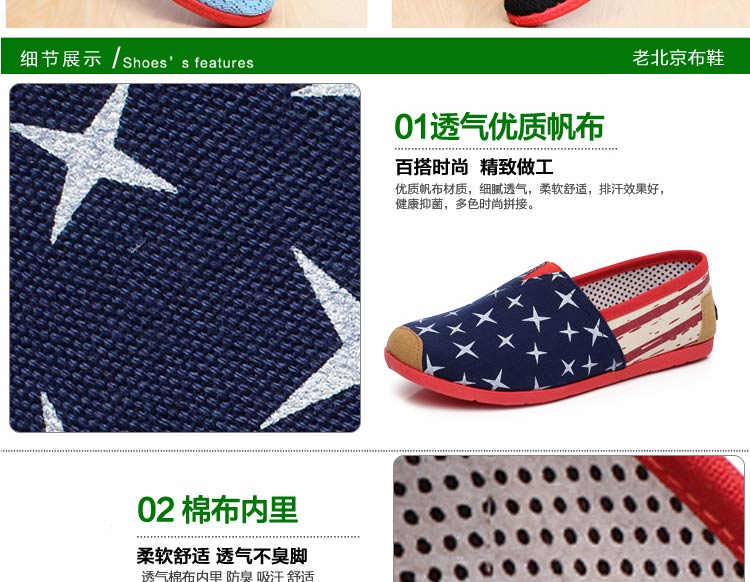 细节展示 /Shoes’s features
老北京布鞋
01透气优质帆布
百搭时尚 精致做工
优质帆布材质，细腻透气，柔软舒适，排汗效果好，
健康抑菌，多色时尚拼接。
02 棉布内里
柔软舒适 透气不臭脚
透气棉布内里 防臭 吸汗 舒适